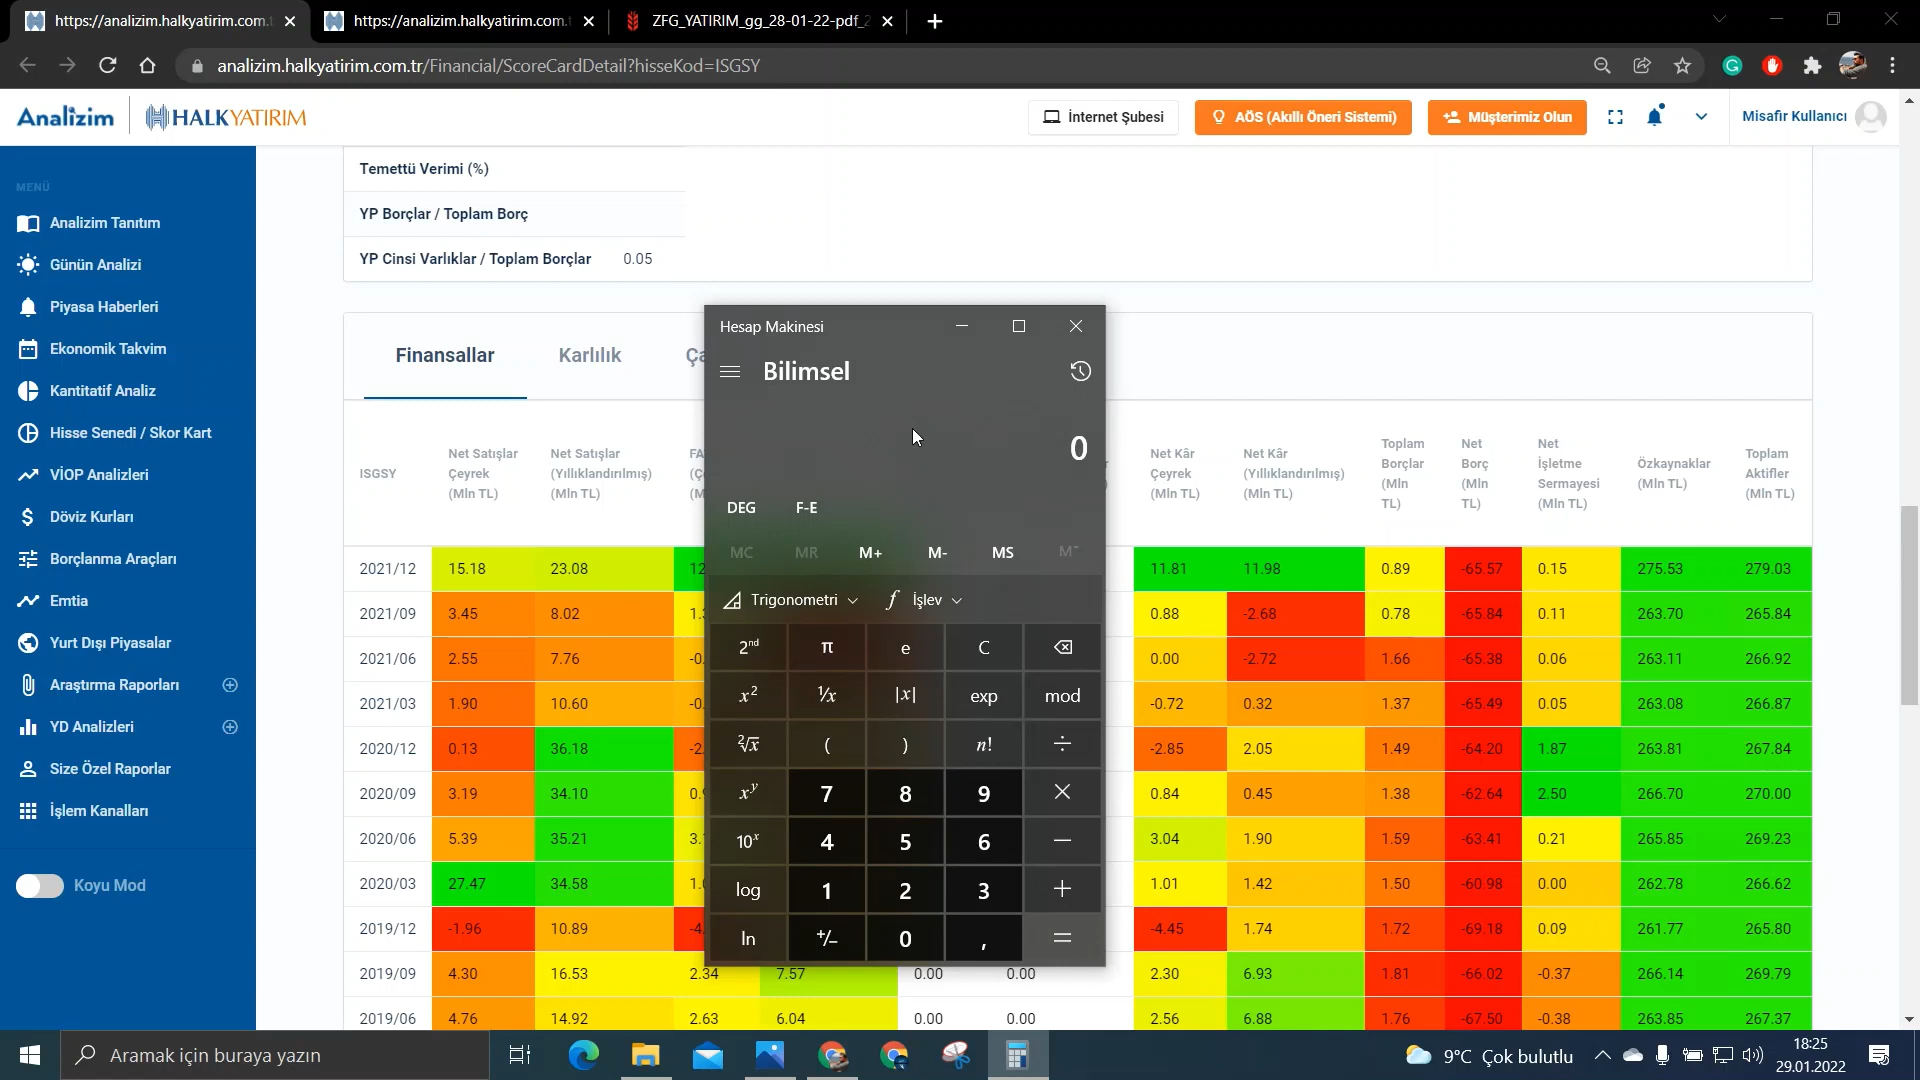 https://analizim.halkyatirim.com.
https://analizim.halkyatirim.com.t
ZFG_YATIRIM_gg_28-01-22-pdf_2
analizim.halkyatirim.com.tr/Financial/ScoreCardDetail?hisseKod=ISGSY
Analizim
HALKYATIRIM
İnternet Şubesi
AÖS (Akıllı Öneri Sistemi)
Müşterimiz Olun
Misafir Kullanıcı
MENÜ
Analizim Tanıtım
Günün Analizi
Piyasa Haberleri
Ekonomik Takvim
Kantitatif Analiz
Hisse Senedi / Skor Kart
VİOP Analizleri
Döviz Kurları
Borçlanma Araçları
Emtia
Yurt Dışı Piyasalar
Araştırma Raporları
YD Analizleri
Size Özel Raporlar
İşlem Kanalları
Koyu Mod
Temettü Verimi (%)
YP Borçlar / Toplam Borç
YP Cinsi Varlıklar / Toplam Borçlar 0.05
Finansallar Karlılık Ça
ISGSY
Net Satışlar
Çeyrek
(Mln TL)
Net Satışlar
(Yıllıklandırılmış)
(Mln TL)
FA
(Ç
(M
Net Kâr
Çeyrek
(Mln TL)
Net Kâr
(Yıllıklandırılmış)
(Mln TL)
Toplam
Borçlar
(Mln
TL)
Net
Borç
(Mln
TL)
Net
İşletme
Sermayesi
(Mln TL)
Özkaynaklar
(Mln TL)
Toplam
Aktifler
(Mln TL)
2021/12 15.18 23.08 12 11.81 11.98 0.89 -65.57 0.15 275.53 279.03
2021/09 3.45 8.02 1.3 0.88 -2.68 0.78 -65.84 0.11 263.70 265.84
2021/06 2.55 7.76 -0. 0.00 -2.72 1.66 -65.38 0.06 263.11 266.92
2021/03 1.90 10.60 -0. -0.72 0.32 1.37 -65.49 0.05 263.08 266.87
2020/12 0.13 36.18 -2. -2.85 2.05 1.49 -64.20 1.87 263.81 267.84
2020/09 3.19 34.10 0.9 0.84 0.45 1.38 -62.64 2.50 266.70 270.00
2020/06 5.39 35.21 3. 3.04 1.90 1.59 -63.41 0.21 265.85 269.23
2020/03 27.47 34.58 1.0 1.01 1.42 1.50 -60.98 0.00 262.78 266.62
2019/12 -1.96 10.89 -4. -4.45 1.74 1.72 -69.18 0.09 261.77 265.80
2019/09 4.30 16.53 2.34 7.57 0.00 0.00 2.30 6.93 1.81 -66.02 -0.37 266.14 269.79
2019/06 4.76 14.92 2.63 6.04 0.00 0.00 2.56 6.88 1.76 -67.50 -0.38 263.85 267.37
Hesap Makinesi
Bilimsel
0
DEG F-E
MC MR M+ M- MS M˅
Trigonometri f İşlev
2nd π e C
x² ¹/x |x| exp mod
²√x ( ) n! ÷
xʸ 7 8 9 ×
10ˣ 4 5 6 −
log 1 2 3 +
ln +/− 0 , =
Aramak için buraya yazın
9°C Çok bulutlu
18:25
29.01.2022